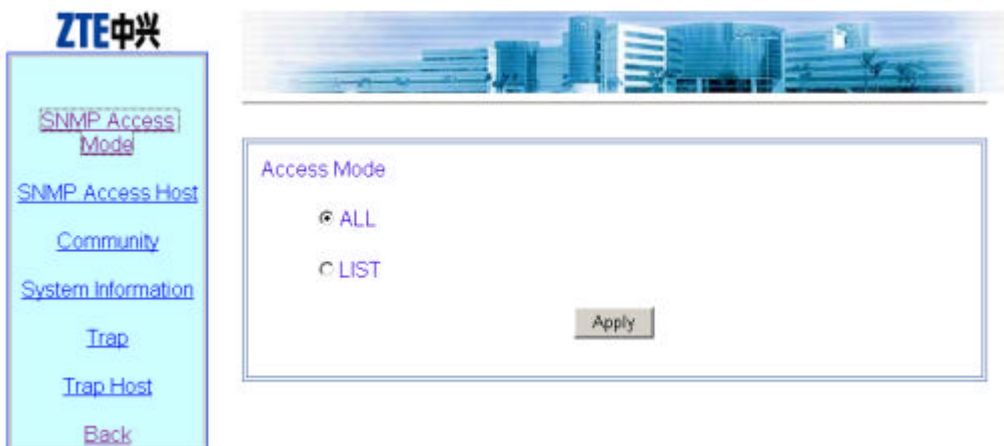 ZTE中兴
SNMP Access
Mode
SNMP Access Host
Community
System Information
Trap
Trap Host
Back
Access Mode
ALL
LIST
Apply